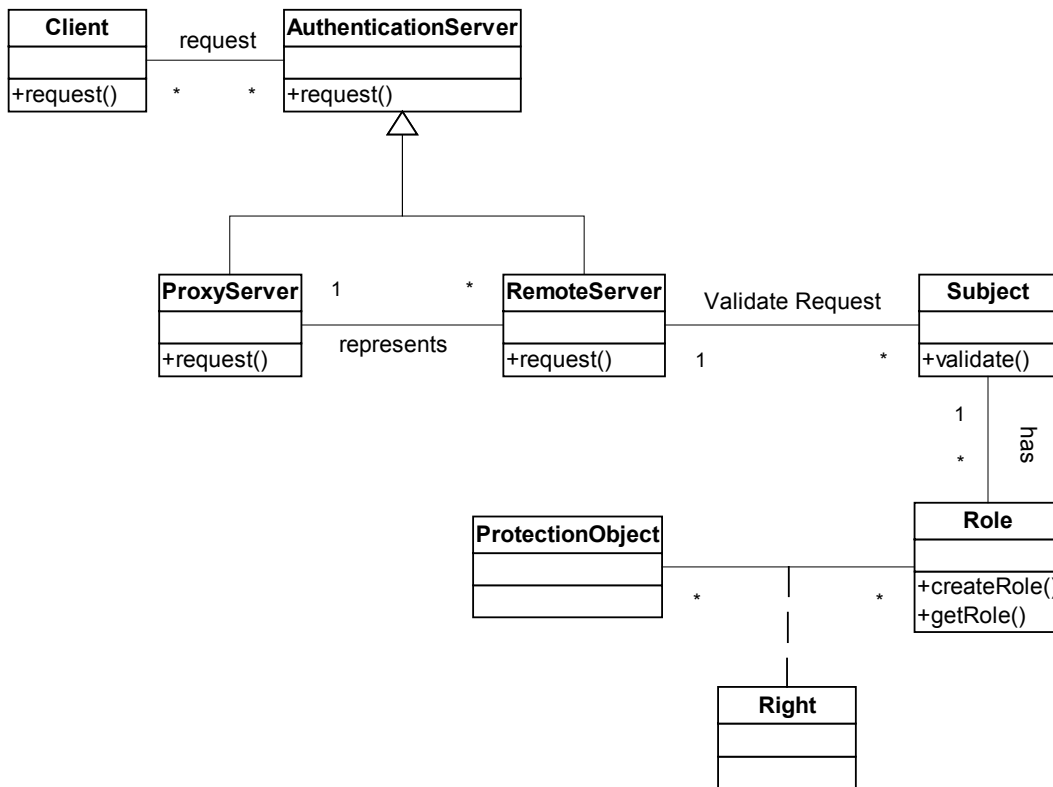 Client
+request()
request
*
*
AuthenticationServer
+request()
ProxyServer
+request()
1
*
represents
RemoteServer
+request()
Validate Request
1
*
Subject
+validate()
1
*
has
ProtectionObject
*
*
Role
+createRole()
+getRole()
Right